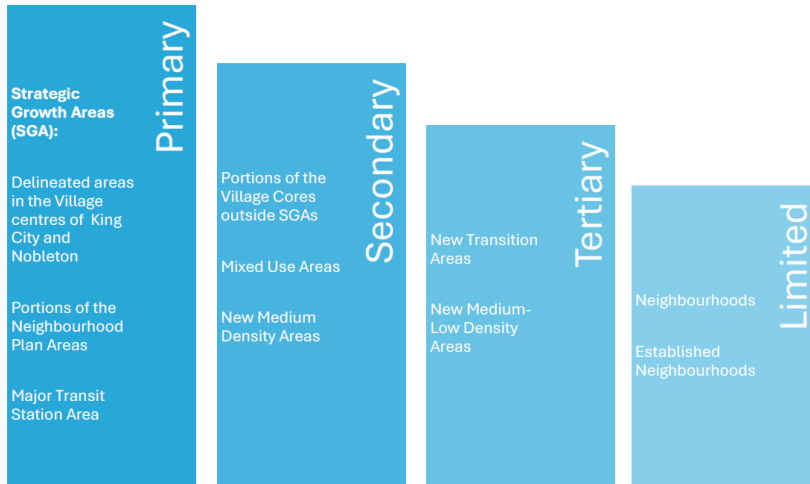 Primary
Strategic
Growth Areas
(SGA):
Delineated areas
in the Village
centres of King
City and
Nobleton
Portions of the
Neighbourhood
Plan Areas
Major Transit
Station Area
Secondary
Portions of the
Village Cores
outside SGAs
Mixed Use Areas
New Medium
Density Areas
Tertiary
New Transition
Areas
New Medium-
Low Density
Areas
Limited
Neighbourhoods
Established
Neighbourhoods